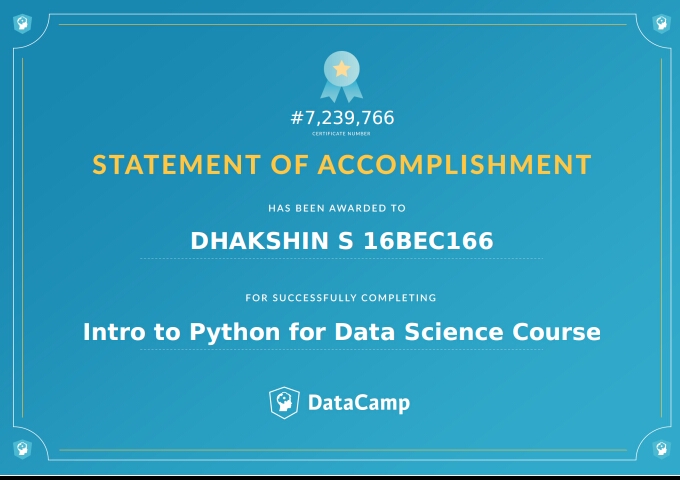 #7,239,766
CERTIFICATE NUMBER
STATEMENT OF ACCOMPLISHMENT
HAS BEEN AWARDED TO
DHAKSHIN S 16BEC166
FOR SUCCESSFULLY COMPLETING
Intro to Python for Data Science Course
DataCamp